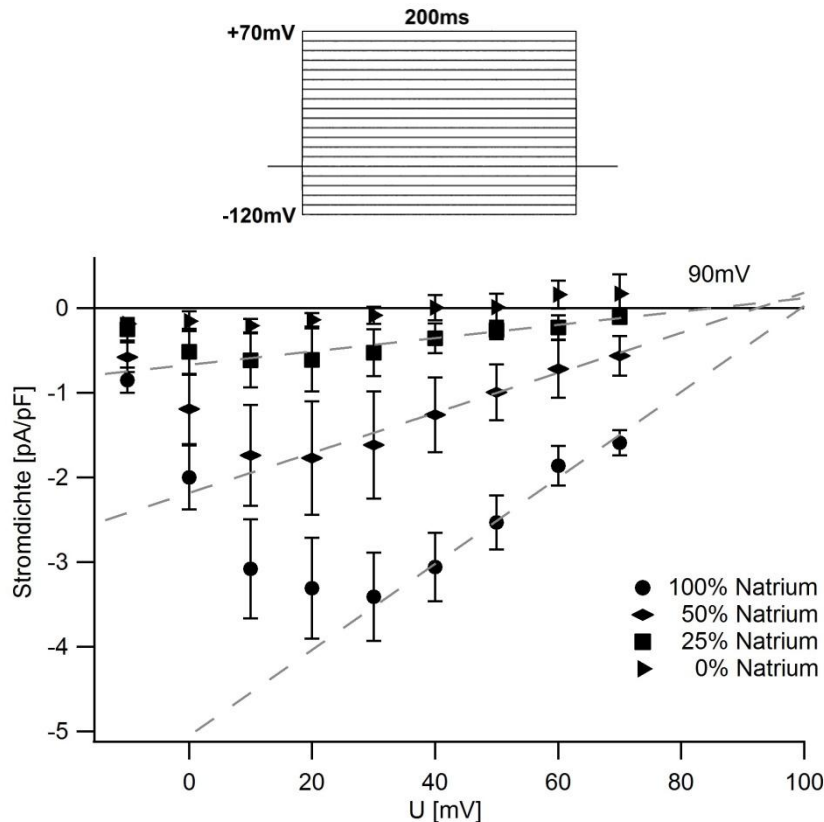 200ms
+70mV
-120mV
90mV
0
-1
-2
-3
-4
-5
Stromdichte [pA/pF]
100% Natrium
50% Natrium
25% Natrium
0% Natrium
0 20 40 60 80 100
U [mV]